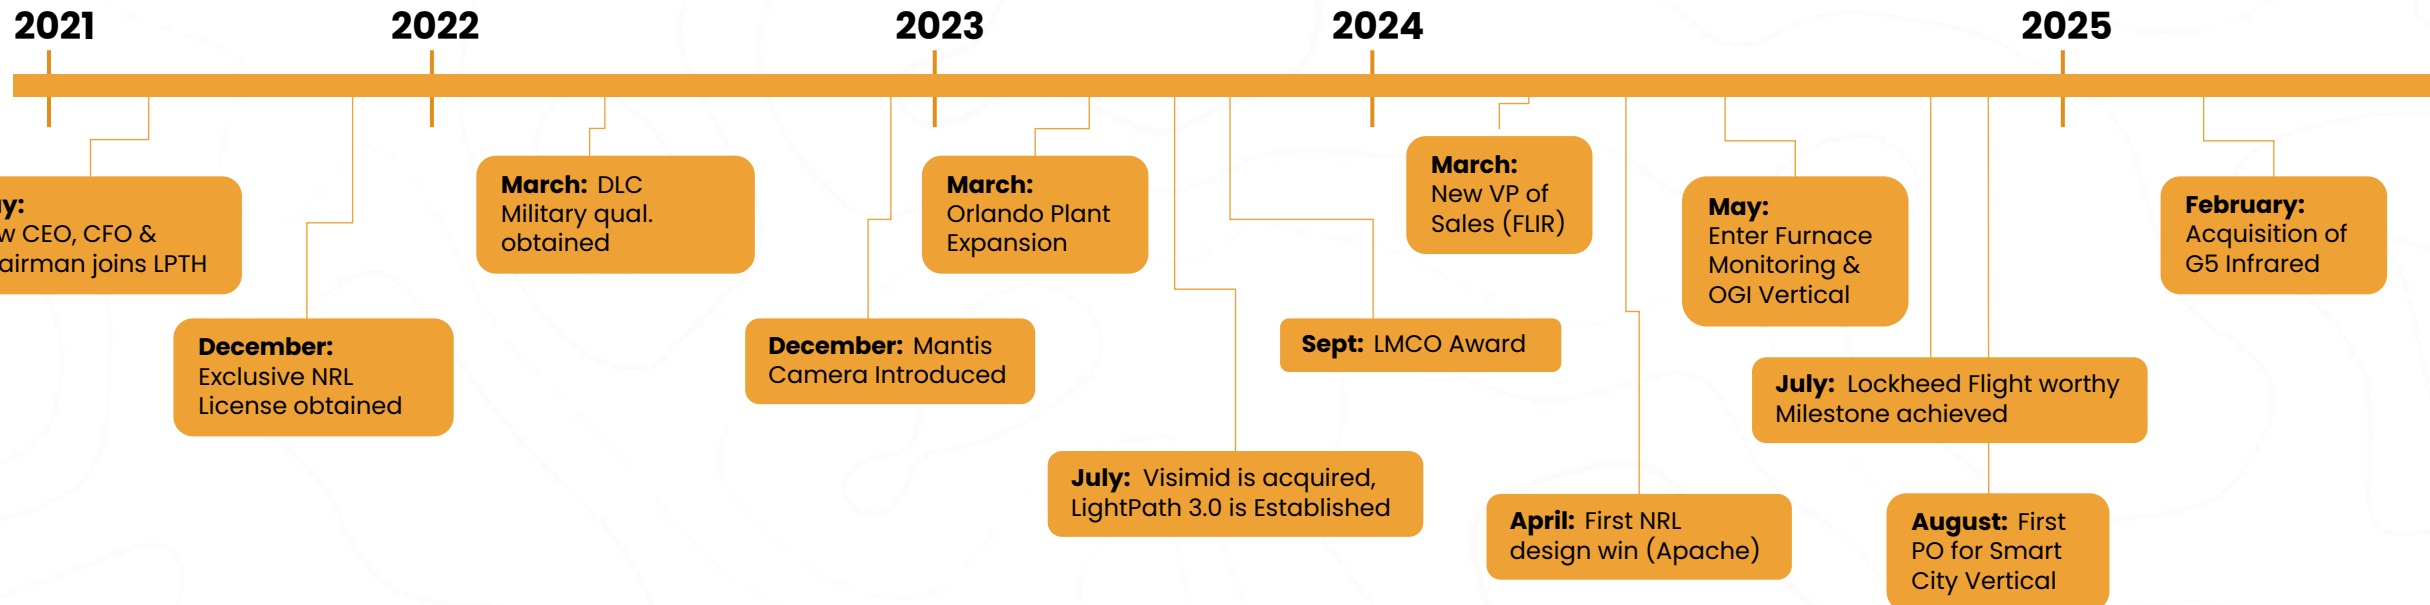 2021
2022
2023
2024
2025
y:
w CEO, CFO &
airman joins LPTH
December:
Exclusive NRL
License obtained
March: DLC
Military qual.
obtained
December: Mantis
Camera Introduced
March:
Orlando Plant
Expansion
July: Visimid is acquired,
LightPath 3.0 is Established
Sept: LMCO Award
March:
New VP of
Sales (FLIR)
April: First NRL
design win (Apache)
May:
Enter Furnace
Monitoring &
OGI Vertical
July: Lockheed Flight worthy
Milestone achieved
August: First
PO for Smart
City Vertical
February:
Acquisition of
G5 Infrared